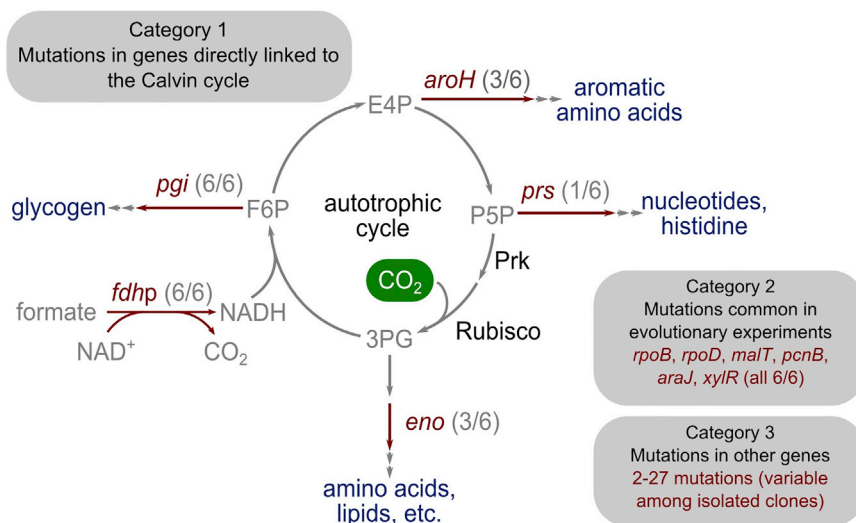 Category 1
Mutations in genes directly linked to
the Calvin cycle
E4P
aroH (3/6)
aromatic
amino acids
pgi (6/6)
glycogen
F6P
autotrophic
cycle
P5P
prs (1/6)
nucleotides,
histidine
Prk
CO₂
fdhp (6/6)
formate
NADH
NAD⁺
CO₂
3PG
Rubisco
Category 2
Mutations common in
evolutionary experiments
rpoB, rpoD, malT, pcnB,
araJ, xylR (all 6/6)
eno (3/6)
Category 3
Mutations in other genes
2-27 mutations (variable
among isolated clones)
amino acids,
lipids, etc.